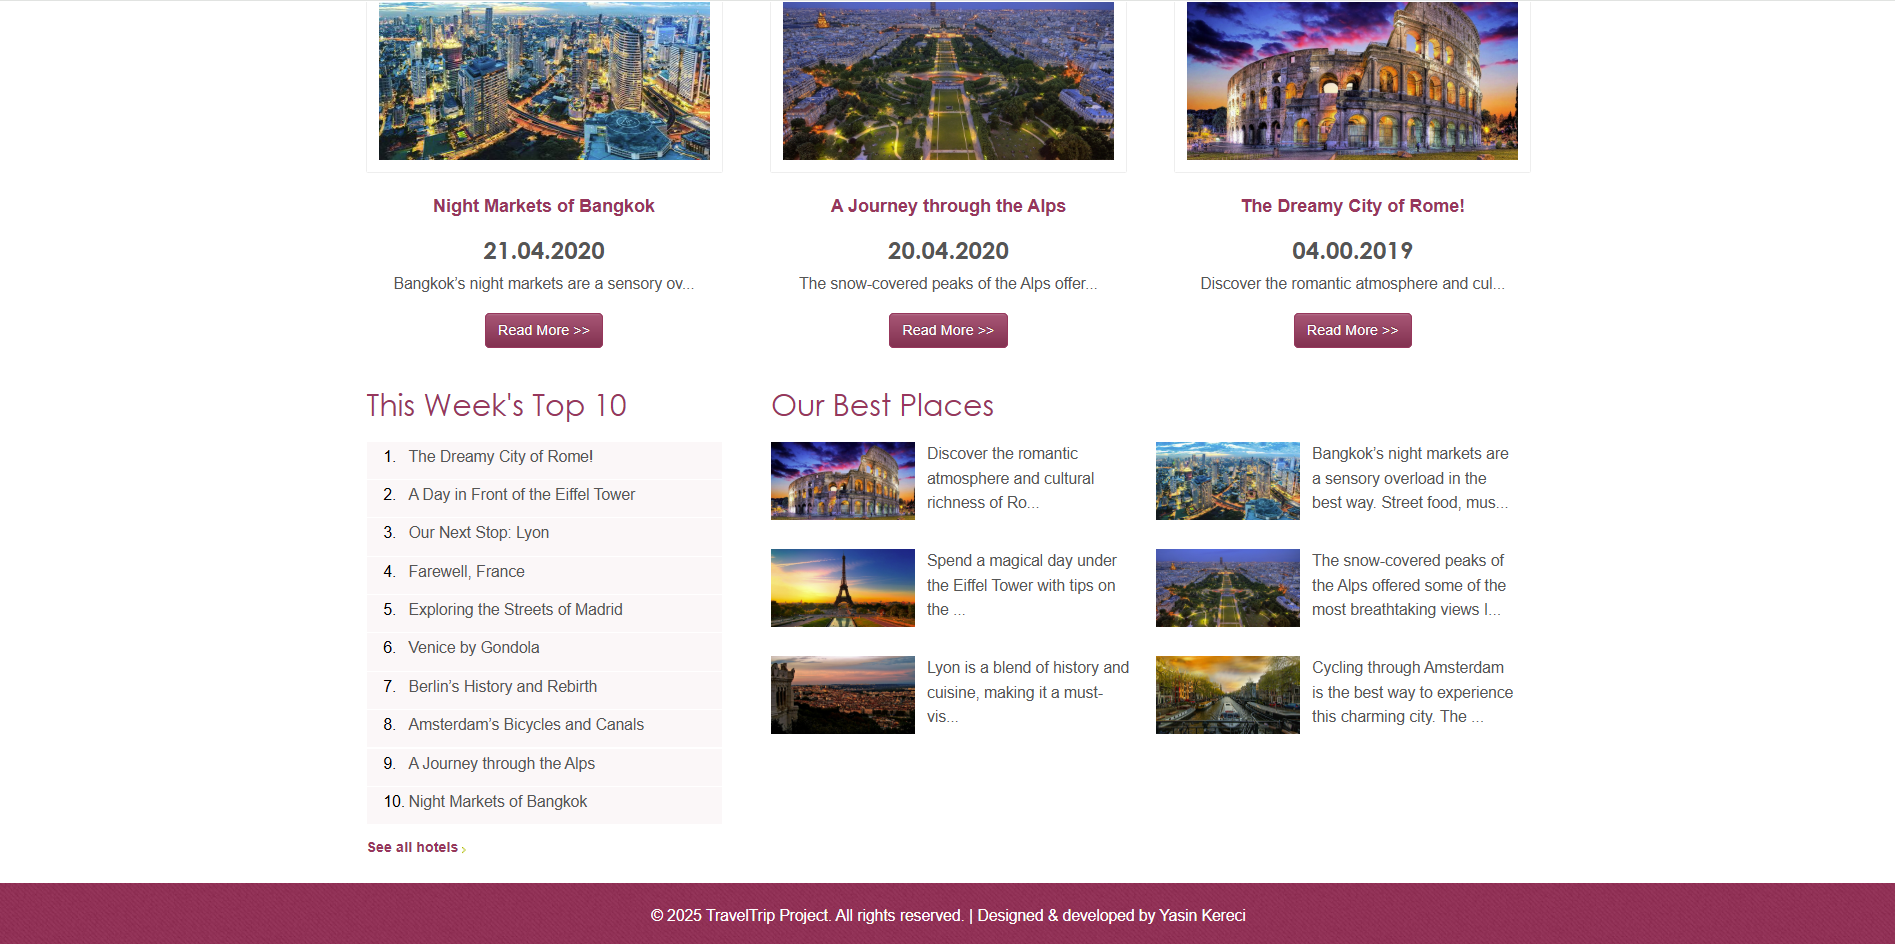 Night Markets of Bangkok
21.04.2020
Bangkok’s night markets are a sensory ov...
Read More >>
A Journey through the Alps
20.04.2020
The snow-covered peaks of the Alps offer...
Read More >>
The Dreamy City of Rome!
04.00.2019
Discover the romantic atmosphere and cul...
Read More >>
This Week's Top 10
1. The Dreamy City of Rome!
2. A Day in Front of the Eiffel Tower
3. Our Next Stop: Lyon
4. Farewell, France
5. Exploring the Streets of Madrid
6. Venice by Gondola
7. Berlin’s History and Rebirth
8. Amsterdam’s Bicycles and Canals
9. A Journey through the Alps
10. Night Markets of Bangkok
See all hotels
Our Best Places
Discover the romantic
atmosphere and cultural
richness of Ro...
Bangkok’s night markets are
a sensory overload in the
best way. Street food, mus...
Spend a magical day under
the Eiffel Tower with tips on
the ...
The snow-covered peaks of
the Alps offered some of the
most breathtaking views I...
Lyon is a blend of history and
cuisine, making it a must-
vis...
Cycling through Amsterdam
is the best way to experience
this charming city. The ...
© 2025 TravelTrip Project. All rights reserved. | Designed & developed by Yasin Kereci